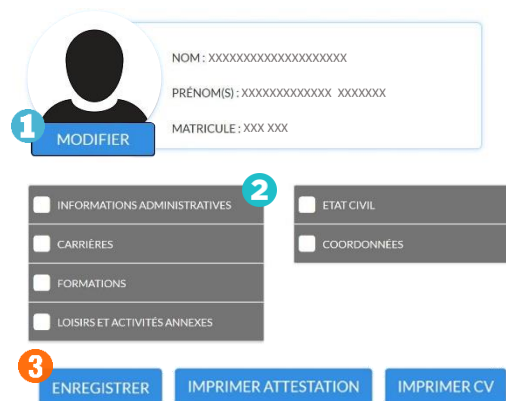 NOM : XXXXXXXXXXXXXXXXXXXX
PRÉNOM(S) : XXXXXXXXXXXXX XXXXXXX
MATRICULE : XXX XXX
1
MODIFIER
2
INFORMATIONS ADMINISTRATIVES
CARRIÈRES
FORMATIONS
LOISIRS ET ACTIVITÉS ANNEXES
ETAT CIVIL
COORDONNÉES
3
ENREGISTRER
IMPRIMER ATTESTATION
IMPRIMER CV